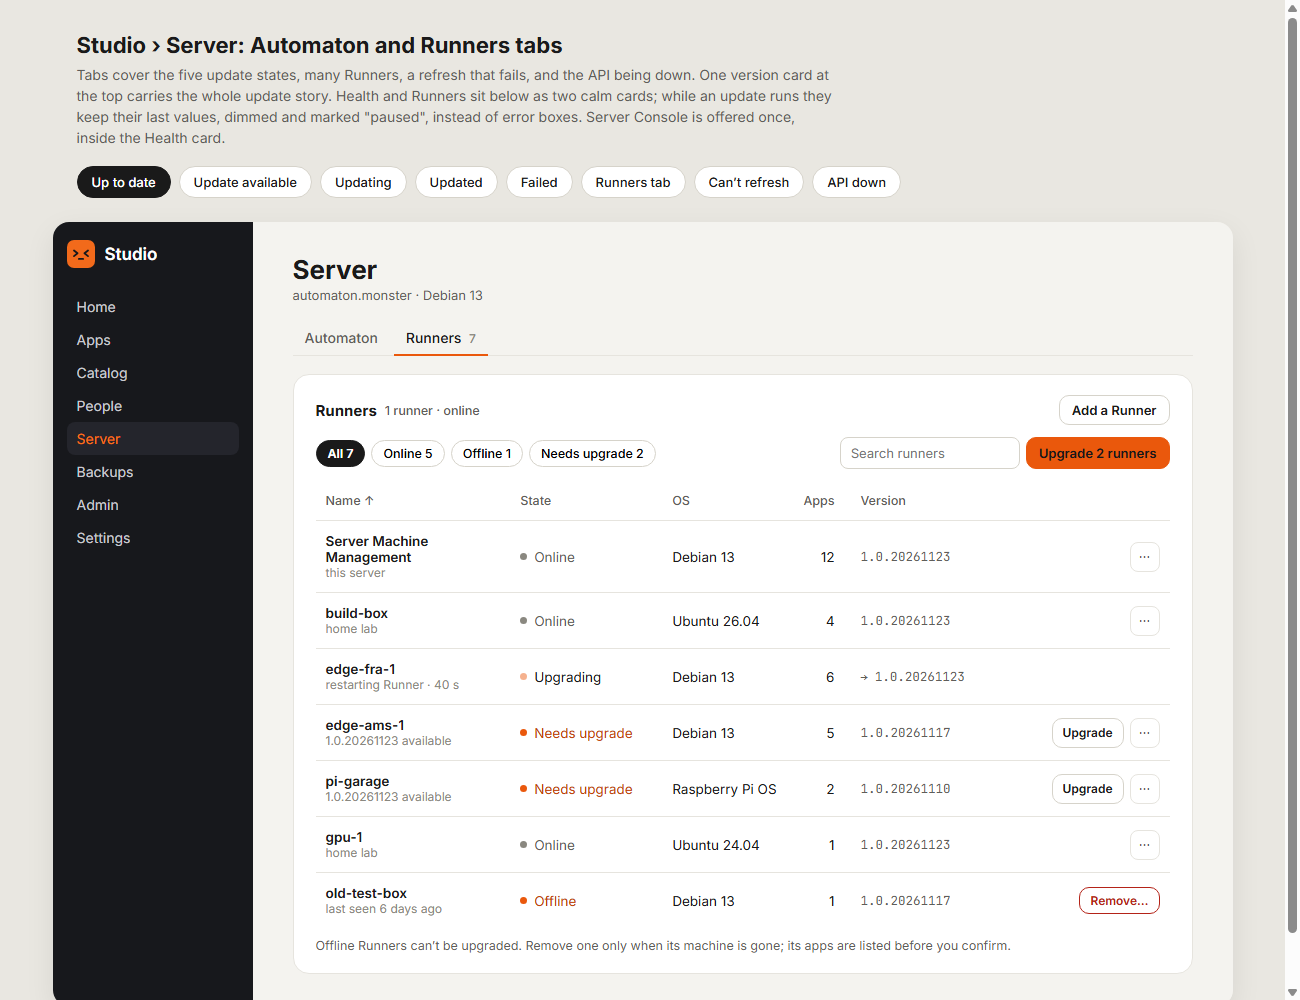 Studio › Server: Automaton and Runners tabs
Tabs cover the five update states, many Runners, a refresh that fails, and the API being down. One version card at
the top carries the whole update story. Health and Runners sit below as two calm cards; while an update runs they
keep their last values, dimmed and marked "paused", instead of error boxes. Server Console is offered once,
inside the Health card.
Up to date Update available Updating Updated Failed Runners tab Can’t refresh API down
>_< Studio
Home
Apps
Catalog
People
Server
Backups
Admin
Settings
Server
automaton.monster · Debian 13
Automaton Runners 7
Runners 1 runner · online Add a Runner
All 7 Online 5 Offline 1 Needs upgrade 2 Search runners Upgrade 2 runners
Name ↑ State OS Apps Version
Server Machine
Management
this server
Online Debian 13 12 1.0.20261123 ...
build-box
home lab
Online Ubuntu 26.04 4 1.0.20261123 ...
edge-fra-1
restarting Runner · 40 s
Upgrading Debian 13 6 → 1.0.20261123
edge-ams-1
1.0.20261123 available
Needs upgrade Debian 13 5 1.0.20261117 Upgrade ...
pi-garage
1.0.20261123 available
Needs upgrade Raspberry Pi OS 2 1.0.20261110 Upgrade ...
gpu-1
home lab
Online Ubuntu 24.04 1 1.0.20261123 ...
old-test-box
last seen 6 days ago
Offline Debian 13 1 1.0.20261117 Remove...
Offline Runners can’t be upgraded. Remove one only when its machine is gone; its apps are listed before you confirm.